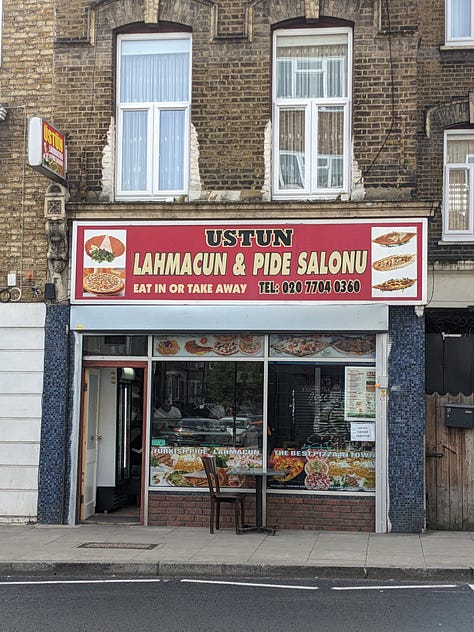 USTUN
USTUN
LAHMACUN & PIDE SALONU
EAT IN OR TAKE AWAY TEL: 020 7704 0360
TURKISH PIDE LAHMACUN
THE BEST PIZZA IN TOWN